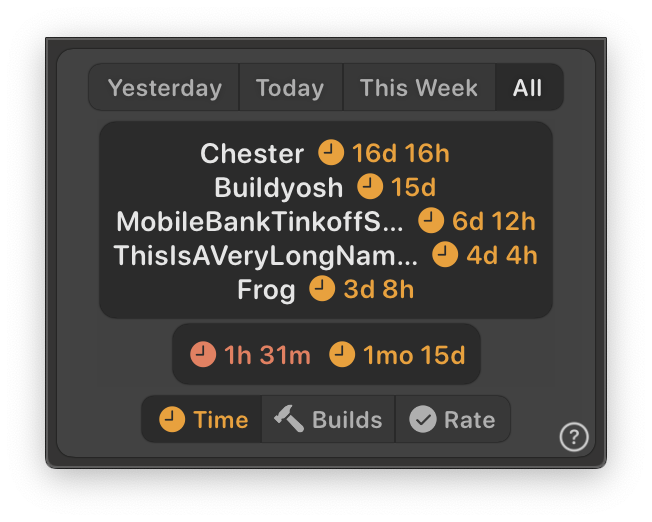 Yesterday Today This Week All
Chester 16d 16h
Buildyosh 15d
MobileBankTinkoffS... 6d 12h
ThisIsAVeryLongNam... 4d 4h
Frog 3d 8h
1h 31m 1mo 15d
Time Builds Rate
?